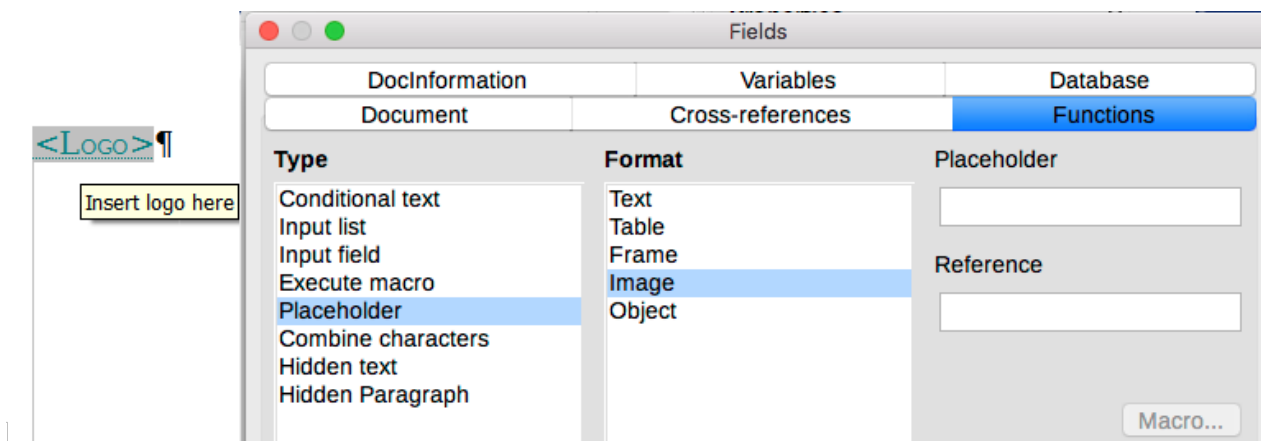 Fields
DocInformation Variables Database
Document Cross-references Functions
<Logo>¶
Insert logo here
Type
Conditional text
Input list
Input field
Execute macro
Placeholder
Combine characters
Hidden text
Hidden Paragraph
Format
Text
Table
Frame
Image
Object
Placeholder
Reference
Macro...